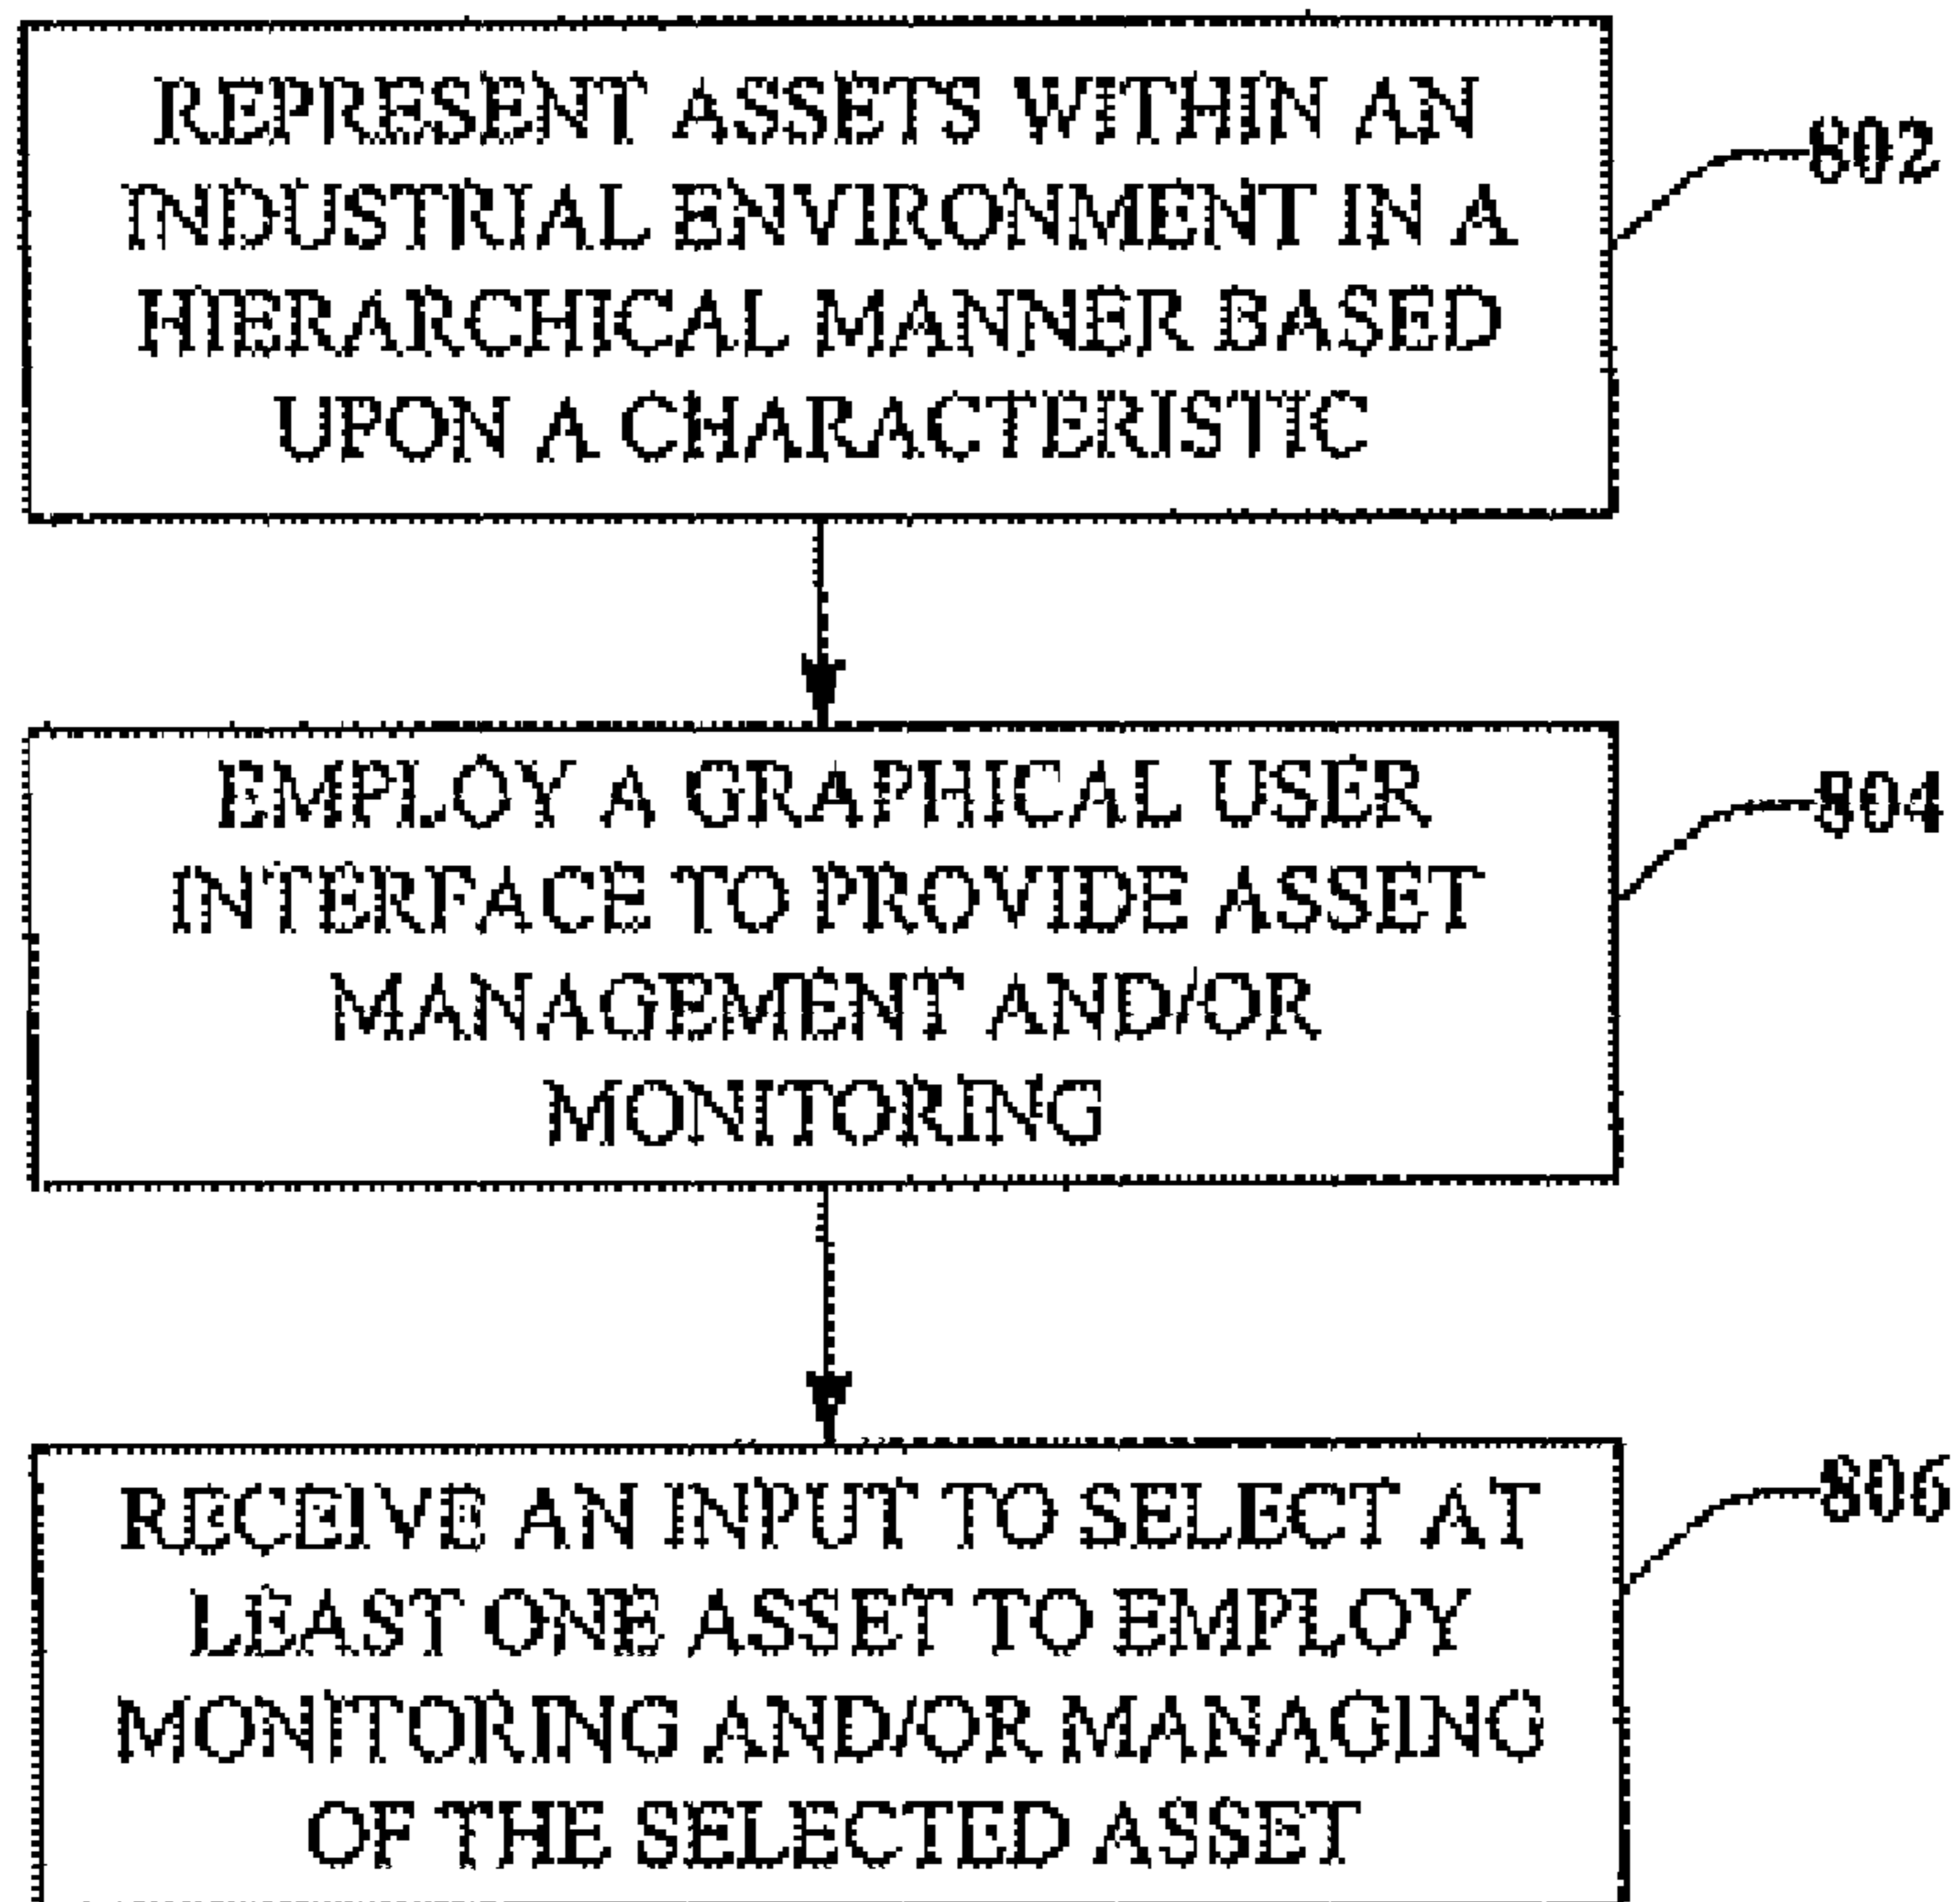 REPRESENT ASSETS WITHIN AN
INDUSTRIAL ENVIRONMENT IN A
HIERARCHICAL MANNER BASED
UPON A CHARACTERISTIC
802
EMPLOY A GRAPHICAL USER
INTERFACE TO PROVIDE ASSET
MANAGEMENT AND/OR
MONITORING
804
RECEIVE AN INPUT TO SELECT AT
LEAST ONE ASSET TO EMPLOY
MONITORING AND/OR MANAGING
OF THE SELECTED ASSET
806